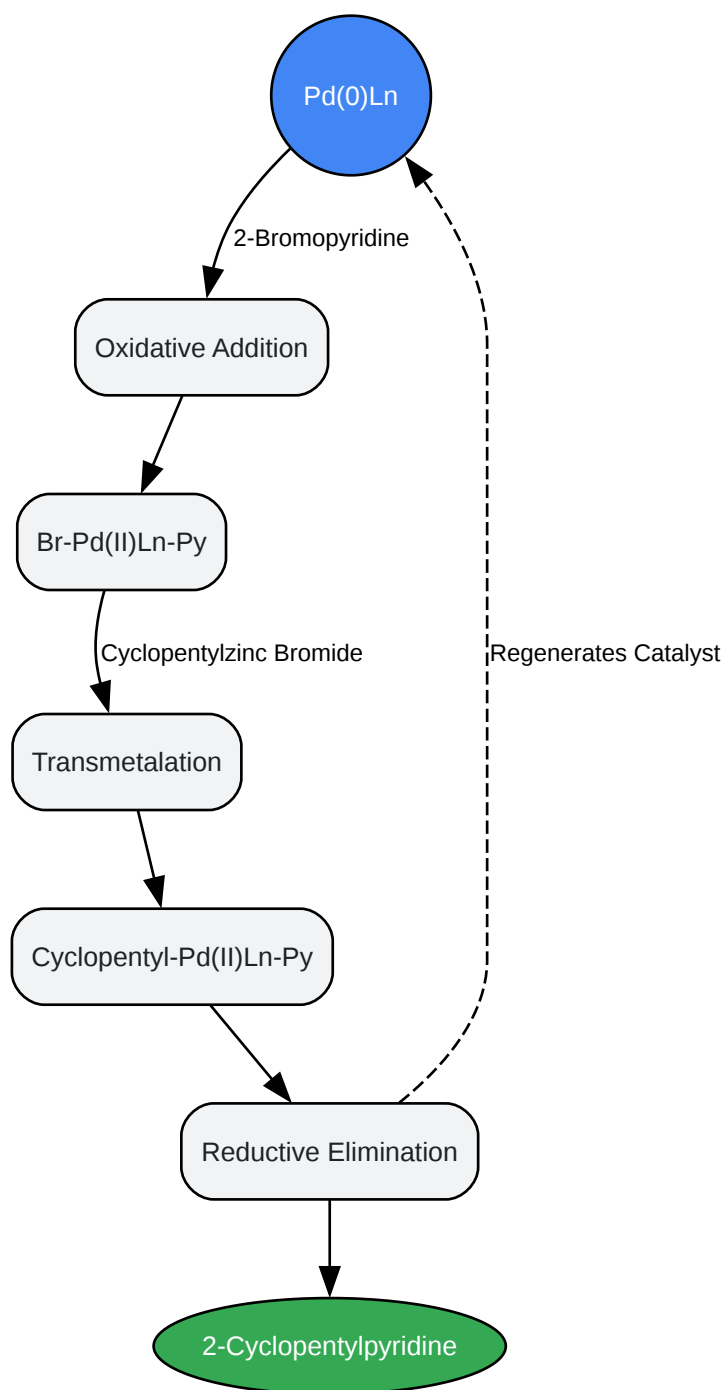 Pd(0)Ln
2-Bromopyridine
Oxidative Addition
Br-Pd(II)Ln-Py
Cyclopentylzinc Bromide
Regenerates Catalyst
Transmetalation
Cyclopentyl-Pd(II)Ln-Py
Reductive Elimination
2-Cyclopentylpyridine